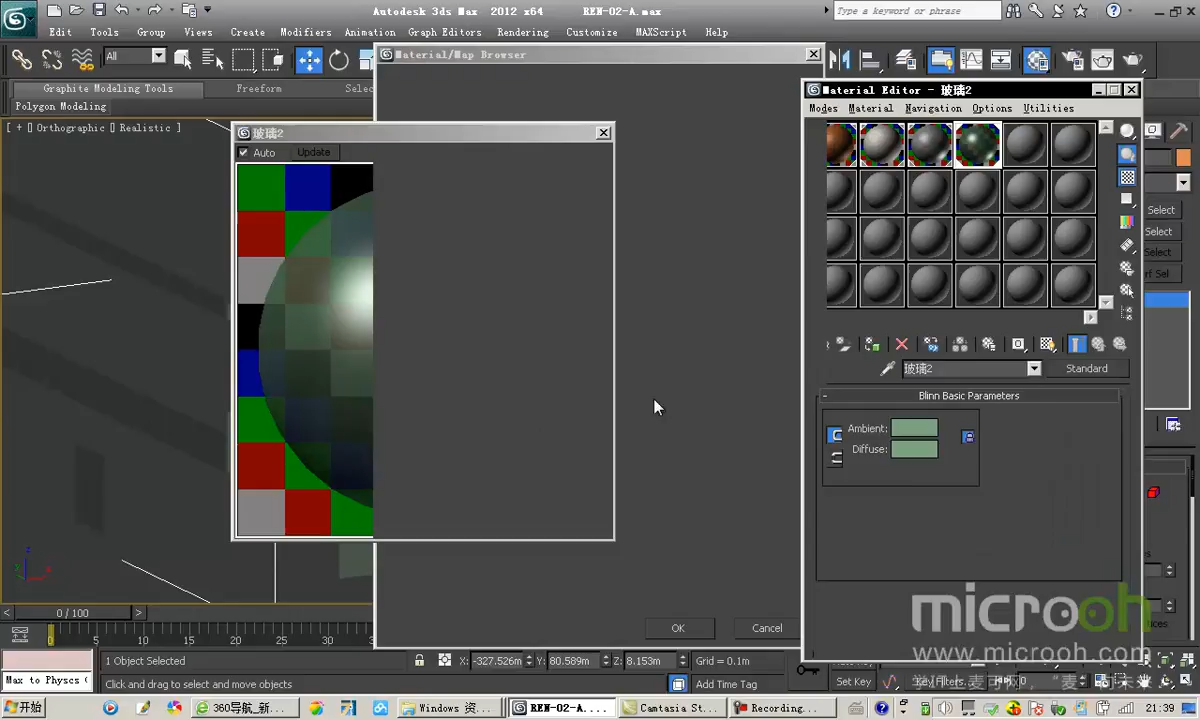 Autodesk 3ds Max 2012 x64 REN-02-A.max
Type a keyword or phrase
Edit Tools Group Views Create Modifiers Animation Graph Editors Rendering Customize MAXScript Help
All
Material/Map Browser
Graphite Modeling Tools Freeform Selec
Polygon Modeling
[ + ] [ Orthographic ] [ Realistic ]
玻璃2
Auto Update
OK Cancel
Material Editor - 玻璃2
Modes Material Navigation Options Utilities
玻璃2 Standard
- Blinn Basic Parameters
Ambient:
Diffuse:
Select
Select
Select
rf Sel
microoh
www.microoh.com
0 / 100
0 5 10 15 20 25 30 35
1 Object Selected X: -327.526m Y: 80.589m Z: 8.153m Grid = 0.1m
Max to Physcs ( Click and drag to select and move objects Add Time Tag
Set Key
开始 360导航_新... Windows 资... REN-02-A.... Camtasia St... Recording... 21:39